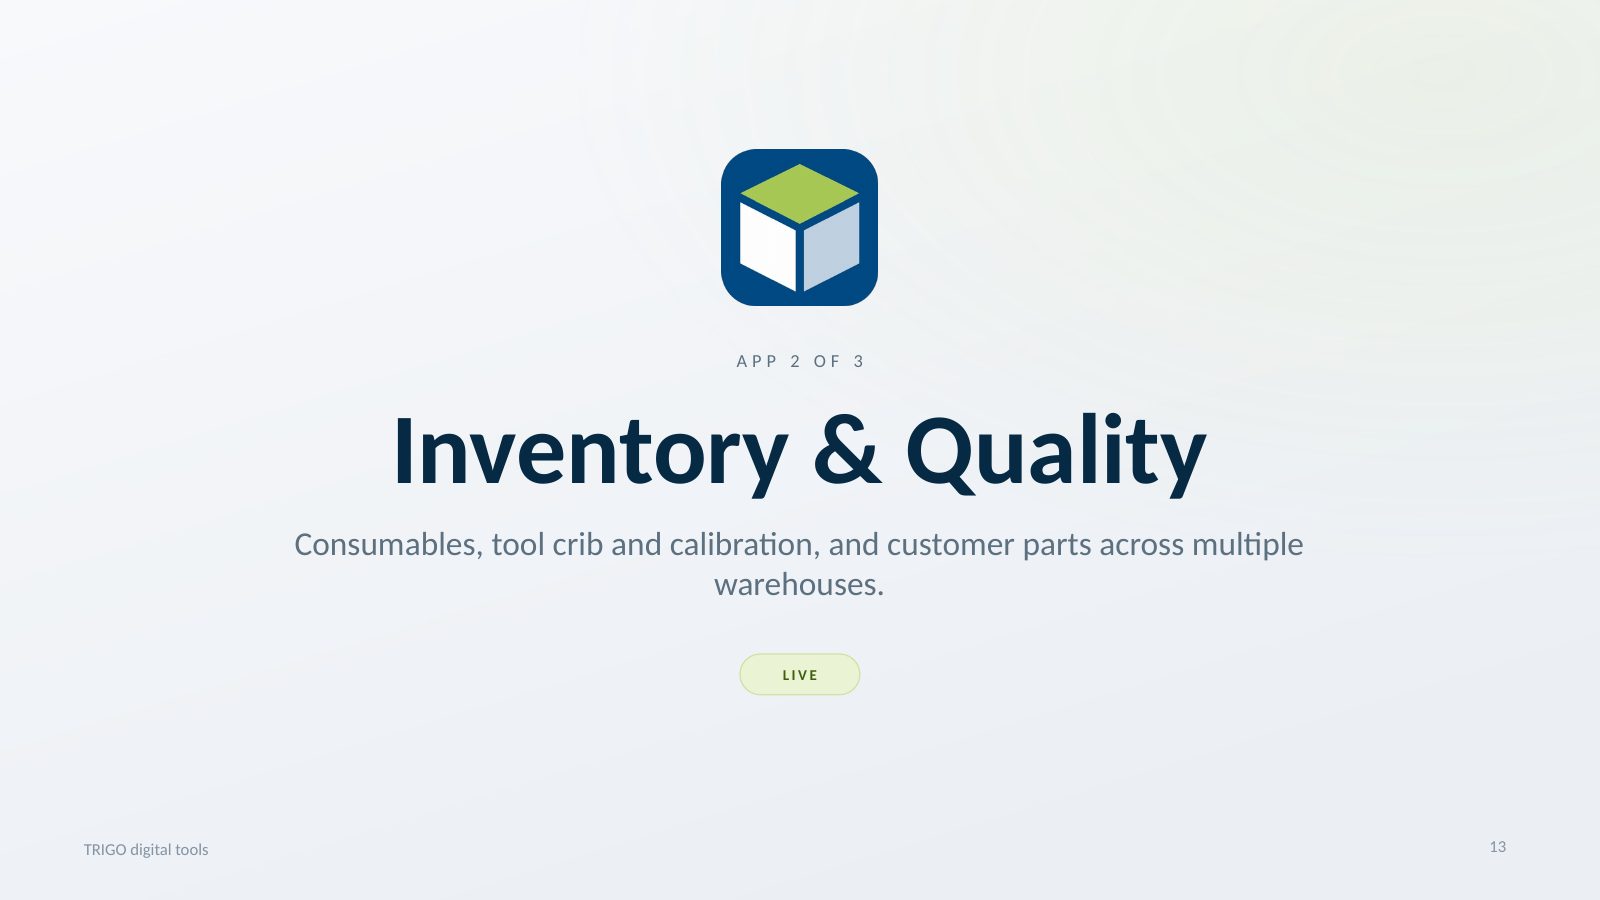 APP 2 OF 3
Inventory & Quality
Consumables, tool crib and calibration, and customer parts across multiple
warehouses.
LIVE
TRIGO digital tools
13